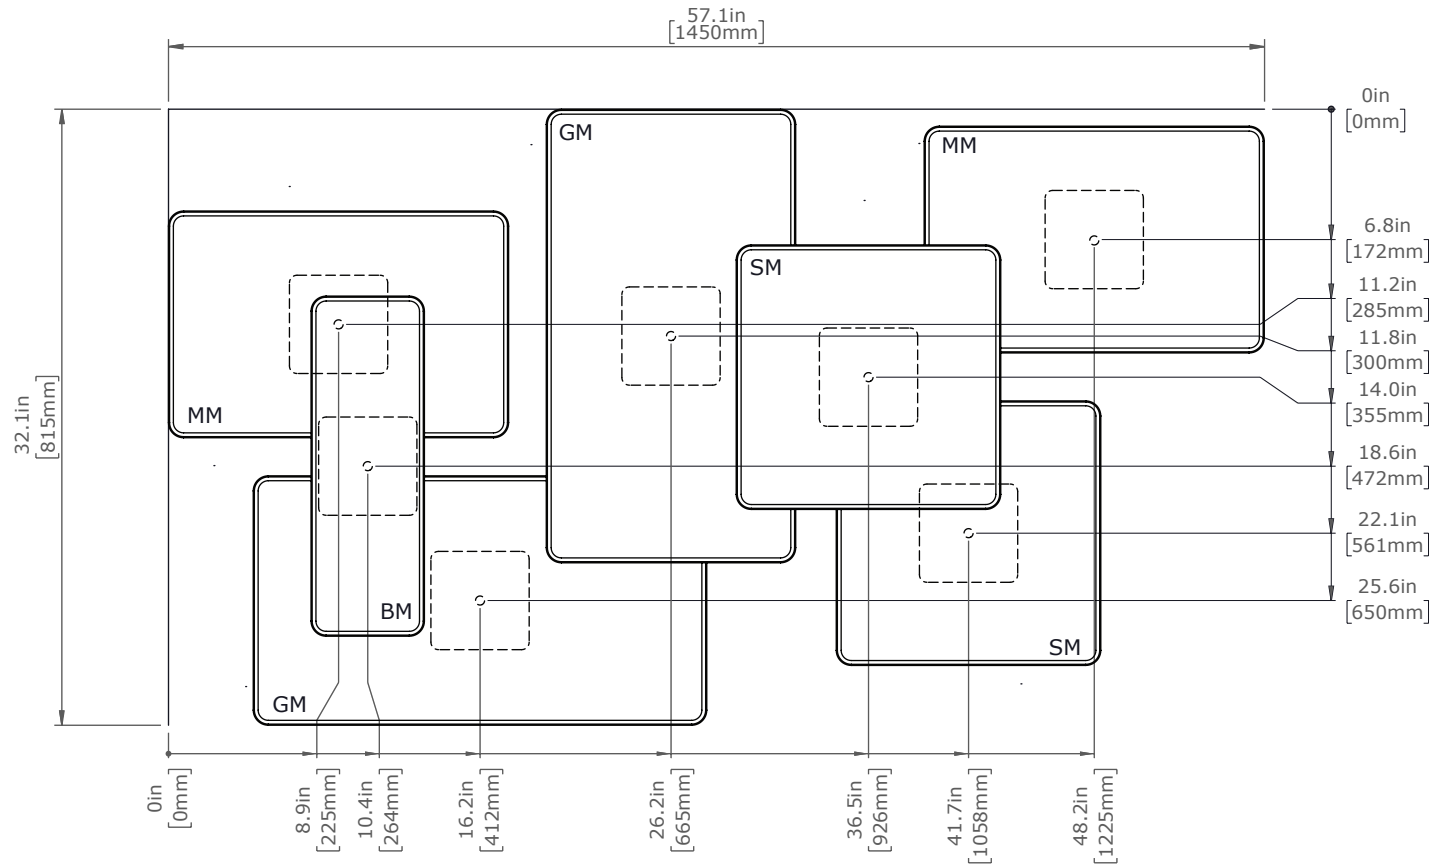 57.1in
[1450mm]
0in
[0mm]
GM
MM
6.8in
[172mm]
SM
11.2in
[285mm]
11.8in
[300mm]
14.0in
[355mm]
MM
32.1in
[815mm]
18.6in
[472mm]
22.1in
[561mm]
25.6in
[650mm]
BM
SM
GM
0in
[0mm]
8.9in
[225mm]
10.4in
[264mm]
16.2in
[412mm]
26.2in
[665mm]
36.5in
[926mm]
41.7in
[1058mm]
48.2in
[1225mm]